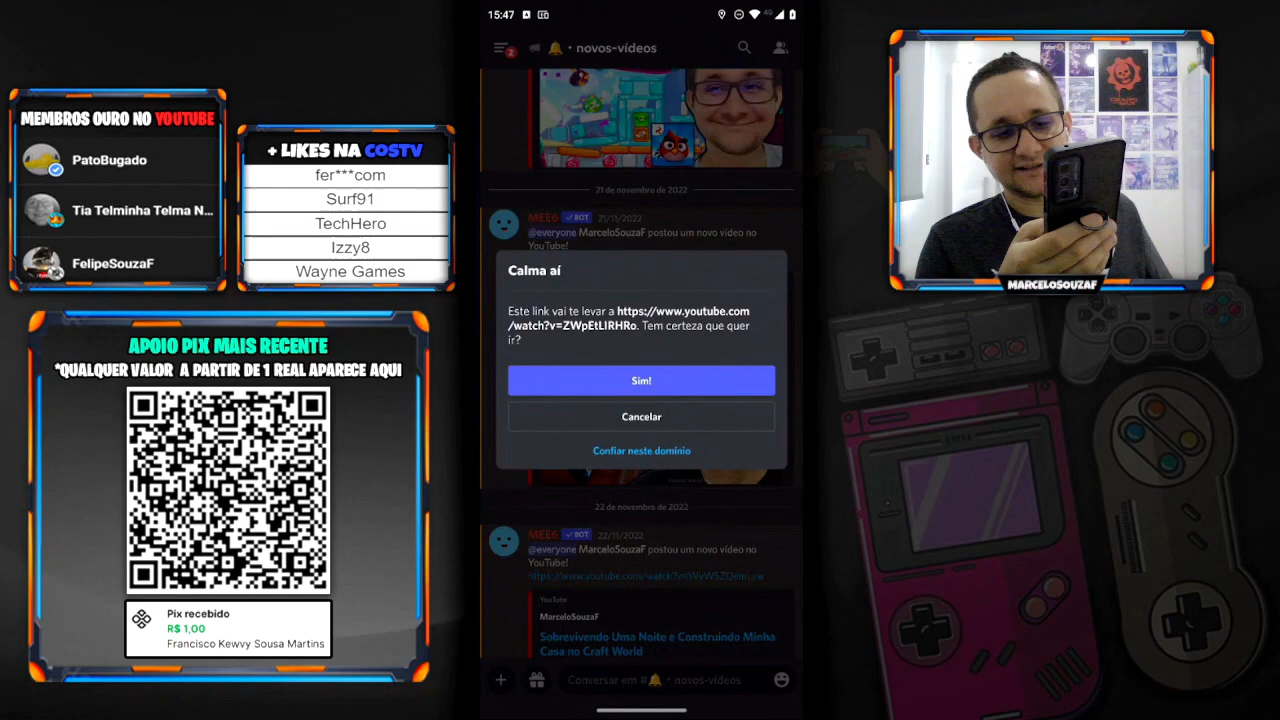 MEMBROS OURO NO YOUTUBE
PatoBugado
Tia Telminha Telma N...
FelipeSouzaF
+ LIKES NA COSTV
fer***com
Surf91
TechHero
Izzy8
Wayne Games
APOIO PIX MAIS RECENTE
*QUALQUER VALOR A PARTIR DE 1 REAL APARECE AQUI
Pix recebido
R$ 1,00
Francisco Kewvy Sousa Martins
15:47
4G
2
novos-vídeos
21 de novembro de 2022
MEE6 BOT 21/11/2022
@everyone MarceloSouzaF postou um novo vídeo no
YouTube!
Calma aí
Este link vai te levar a https://www.youtube.com
/watch?v=ZWpEtLIRHRo. Tem certeza que quer
ir?
Sim!
Cancelar
Confiar neste domínio
22 de novembro de 2022
MEE6 BOT 22/11/2022
@everyone MarceloSouzaF postou um novo vídeo no
YouTube!
YouTube
MarceloSouzaF
Sobrevivendo Uma Noite e Construindo Minha
Casa no Craft World
Conversar em #🔔 • novos-vídeos
MARCELOSOUZAF